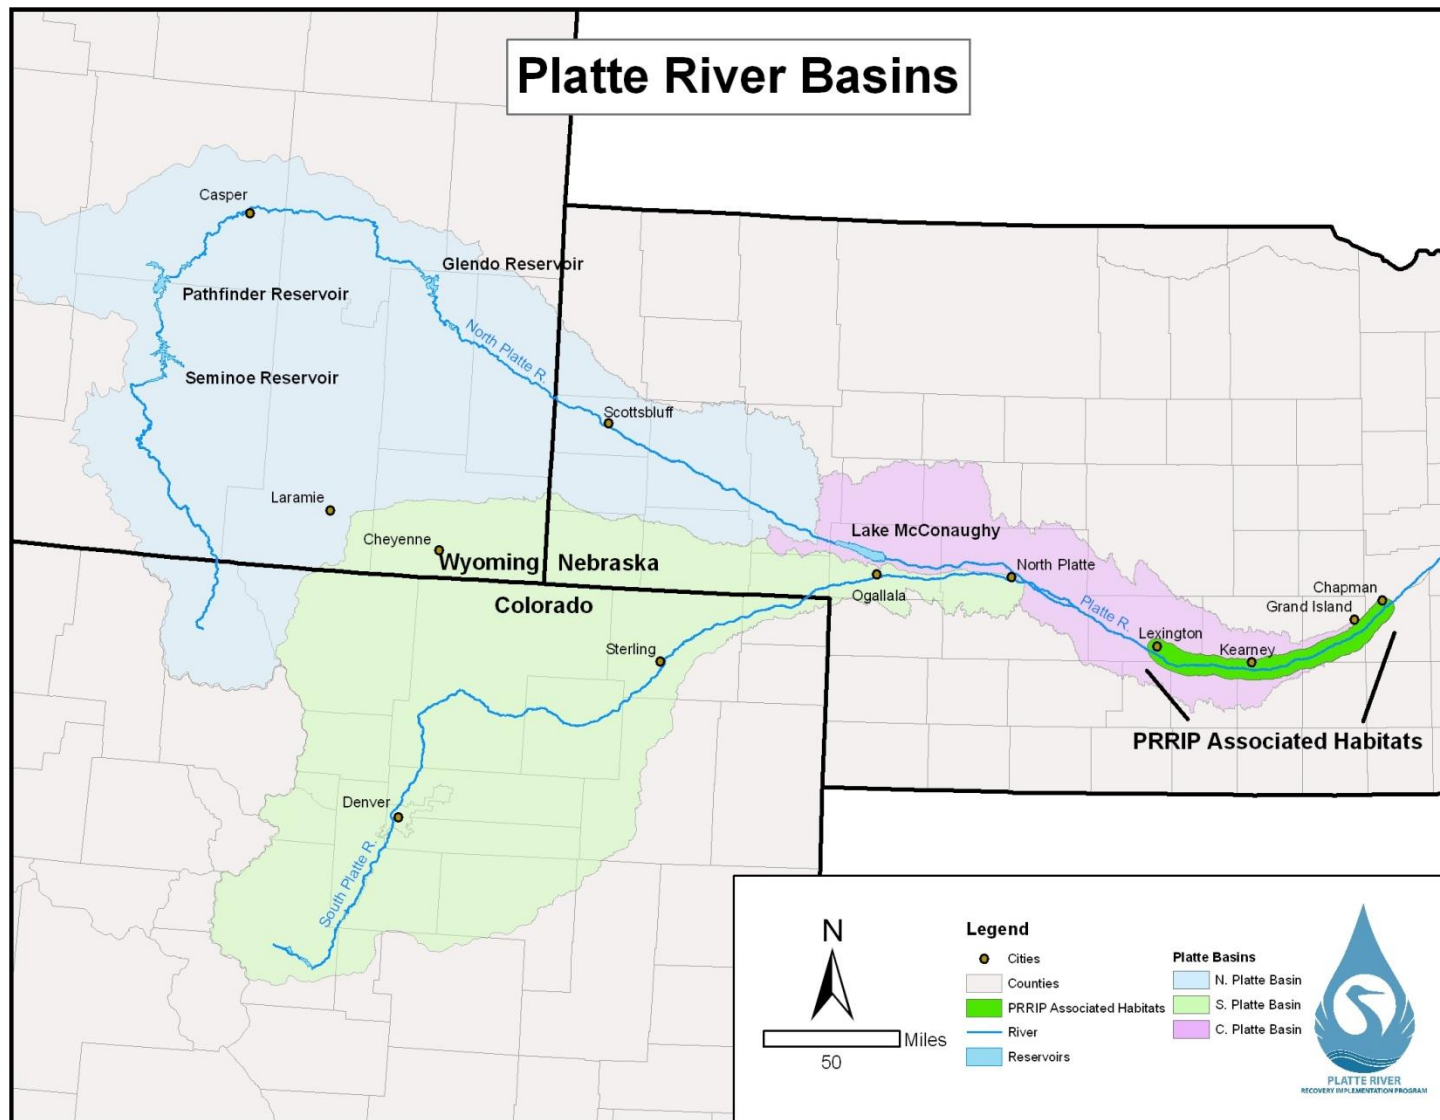 Platte River Basins
Casper
Glendo Reservoir
Pathfinder Reservoir
North Platte R.
Seminoe Reservoir
Scottsbluff
Laramie
Lake McConaughy
Cheyenne
Wyoming
Nebraska
North Platte
Ogallala
Chapman
Colorado
Grand Island
Platte R.
Lexington
Sterling
Kearney
PRRIP Associated Habitats
Denver
South Platte R.
N
Miles
50
Legend
Cities
Counties
PRRIP Associated Habitats
River
Reservoirs
Platte Basins
N. Platte Basin
S. Platte Basin
C. Platte Basin
PLATTE RIVER
RECOVERY IMPLEMENTATION PROGRAM